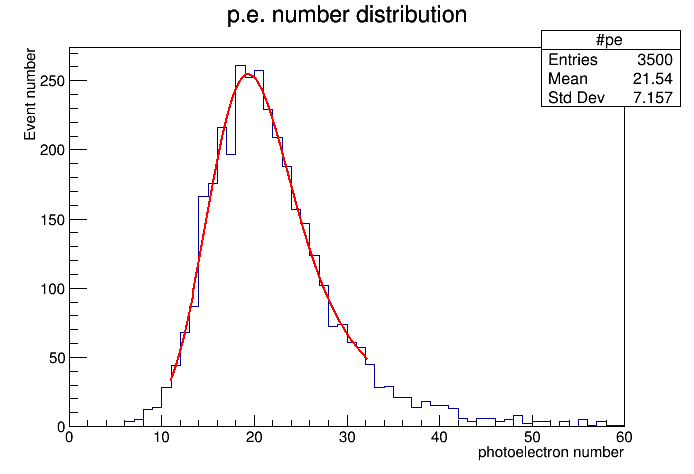 p.e. number distribution
#pe
Entries 3500
Mean 21.54
Std Dev 7.157
Event number
250
200
150
100
50
0
0 10 20 30 40 50 60
photoelectron number